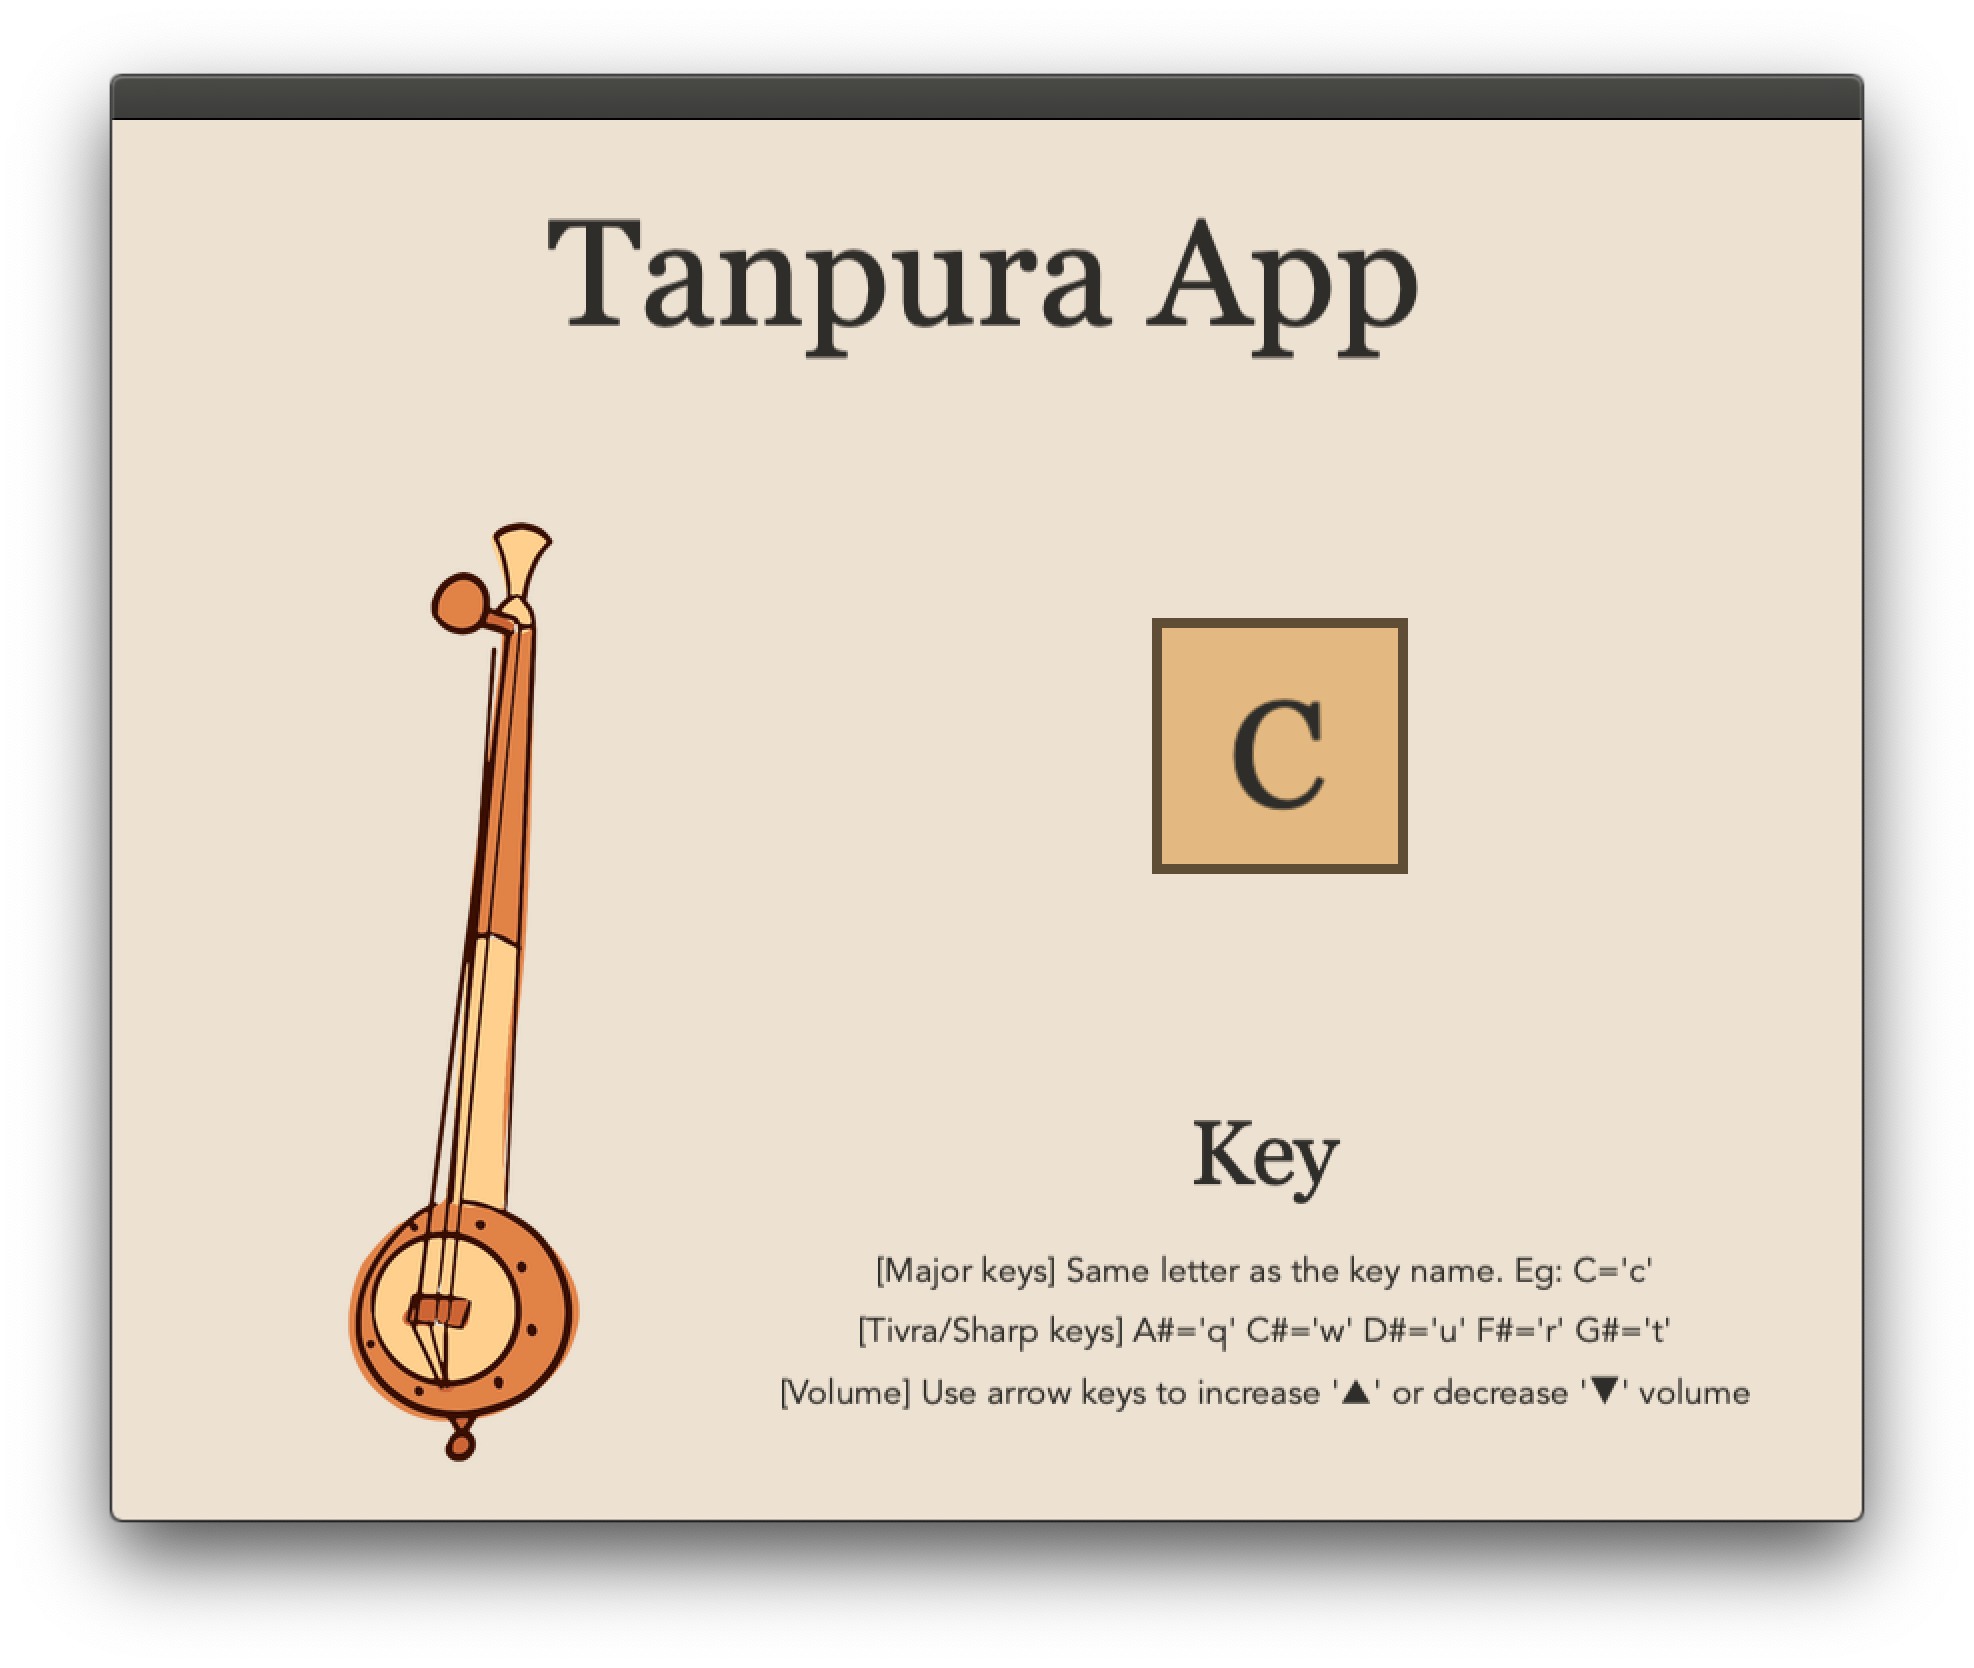 Tanpura App
C
Key
[Major keys] Same letter as the key name. Eg: C='c'
[Tivra/Sharp keys] A#='q' C#='w' D#='u' F#='r' G#='t'
[Volume] Use arrow keys to increase '▲' or decrease '▼' volume